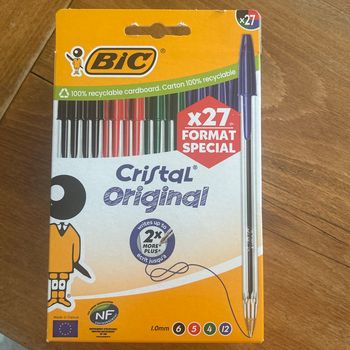 x27
BIC
100% recyclable cardboard. Carton 100% recyclable
x27
FORMAT
SPECIAL
Cristal
Original
writes up to
2x
MORE
PLUS
écrit jusqu'à
NF
1.0mm 6 5 4 12